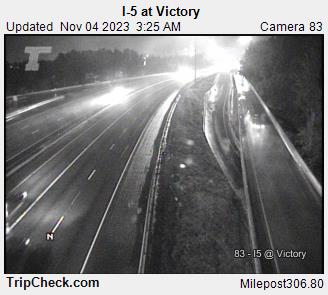 I-5 at Victory
Updated Nov 04 2023 3:25 AM Camera 83
T
N
83 - I5 @ Victory
TripCheck.com Milepost306.80